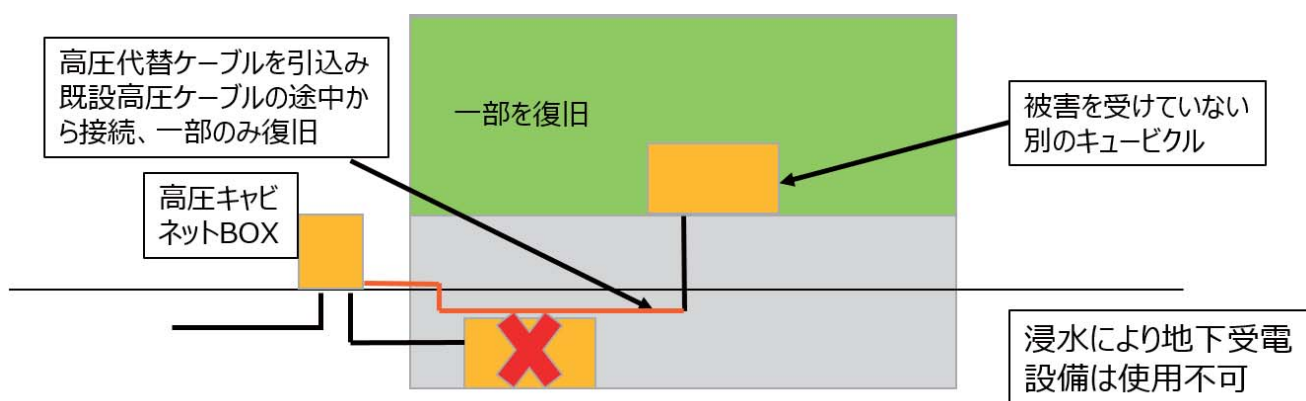 高圧代替ケーブルを引込み
既設高圧ケーブルの途中か
ら接続、一部のみ復旧
一部を復旧
被害を受けていない
別のキュービクル
高圧キャビ
ネットBOX
浸水により地下受電
設備は使用不可